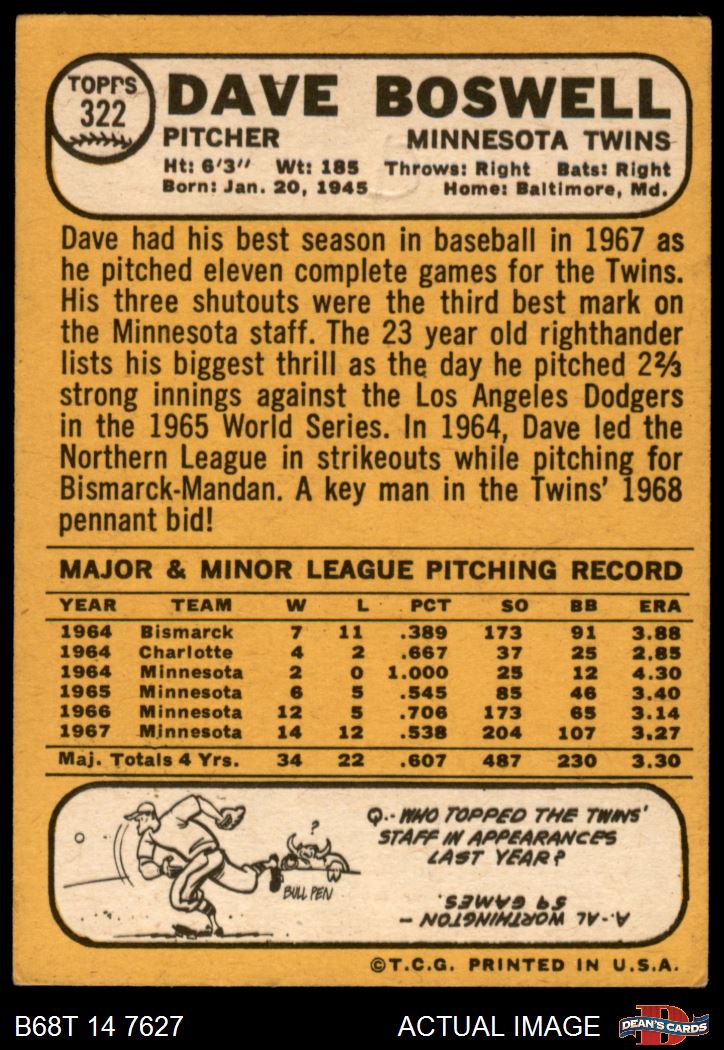 TOPPS
322
DAVE BOSWELL
PITCHER MINNESOTA TWINS
Ht: 6'3" Wt: 185 Throws: Right Bats: Right
Born: Jan. 20, 1945 Home: Baltimore, Md.
Dave had his best season in baseball in 1967 as
he pitched eleven complete games for the Twins.
His three shutouts were the third best mark on
the Minnesota staff. The 23 year old righthander
lists his biggest thrill as the day he pitched 2⅔
strong innings against the Los Angeles Dodgers
in the 1965 World Series. In 1964, Dave led the
Northern League in strikeouts while pitching for
Bismarck-Mandan. A key man in the Twins' 1968
pennant bid!
MAJOR & MINOR LEAGUE PITCHING RECORD
YEAR TEAM W L PCT SO BB ERA
1964 Bismarck 7 11 .389 173 91 3.88
1964 Charlotte 4 2 .667 37 25 2.85
1964 Minnesota 2 0 1.000 25 12 4.30
1965 Minnesota 6 5 .545 85 46 3.40
1966 Minnesota 12 5 .706 173 65 3.14
1967 Minnesota 14 12 .538 204 107 3.27
Maj. Totals 4 Yrs. 34 22 .607 487 230 3.30
?
BULL PEN
Q.- WHO TOPPED THE TWINS'
STAFF IN APPEARANCES
LAST YEAR?
A.- AL WORTHINGTON -
59 GAMES.
©T.C.G. PRINTED IN U.S.A.
B68T 14 7627 ACTUAL IMAGE
D
DEAN'S CARDS